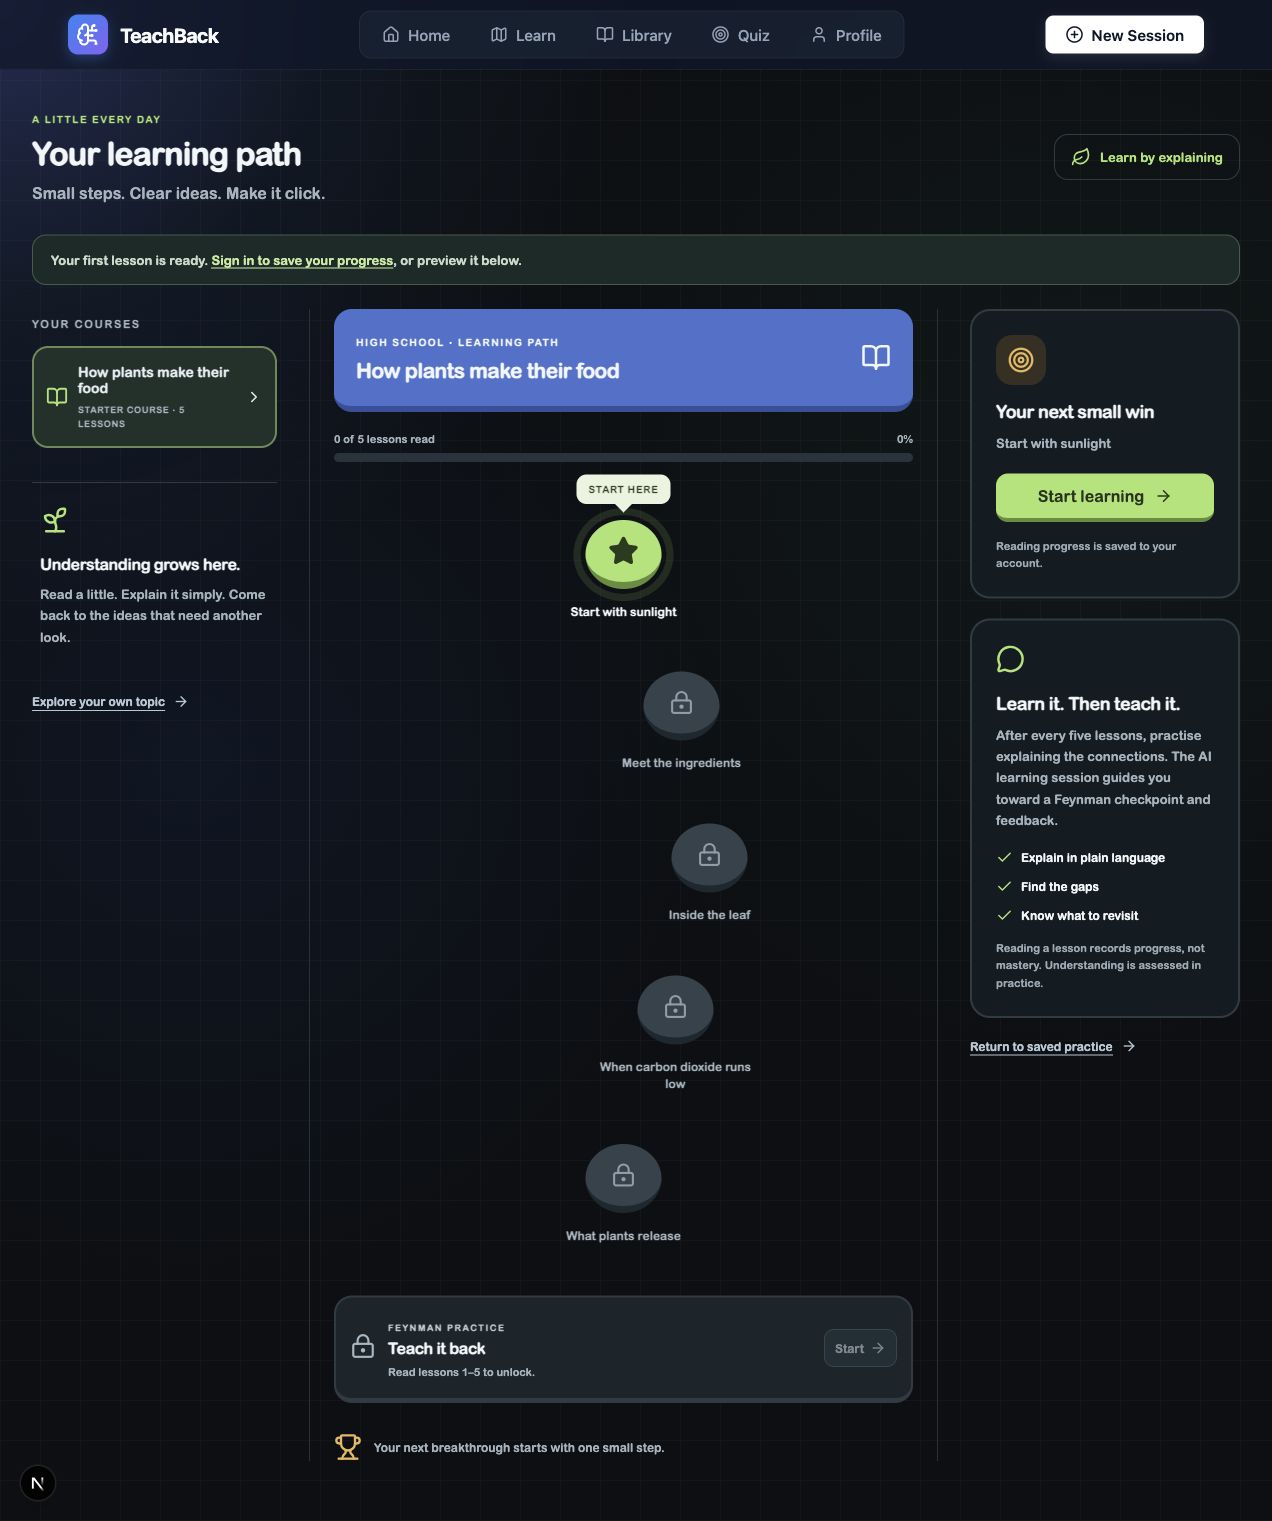 TeachBack
Home
Learn
Library
Quiz
Profile
New Session
A LITTLE EVERY DAY
Your learning path
Small steps. Clear ideas. Make it click.
Learn by explaining
Your first lesson is ready. Sign in to save your progress, or preview it below.
YOUR COURSES
How plants make their
food
STARTER COURSE · 5
LESSONS
Understanding grows here.
Read a little. Explain it simply. Come
back to the ideas that need another
look.
Explore your own topic
HIGH SCHOOL · LEARNING PATH
How plants make their food
0 of 5 lessons read
0%
START HERE
Start with sunlight
Meet the ingredients
Inside the leaf
When carbon dioxide runs
low
What plants release
FEYNMAN PRACTICE
Teach it back
Read lessons 1–5 to unlock.
Start
Your next breakthrough starts with one small step.
Your next small win
Start with sunlight
Start learning
Reading progress is saved to your
account.
Learn it. Then teach it.
After every five lessons, practise
explaining the connections. The AI
learning session guides you
toward a Feynman checkpoint and
feedback.
Explain in plain language
Find the gaps
Know what to revisit
Reading a lesson records progress, not
mastery. Understanding is assessed in
practice.
Return to saved practice
N